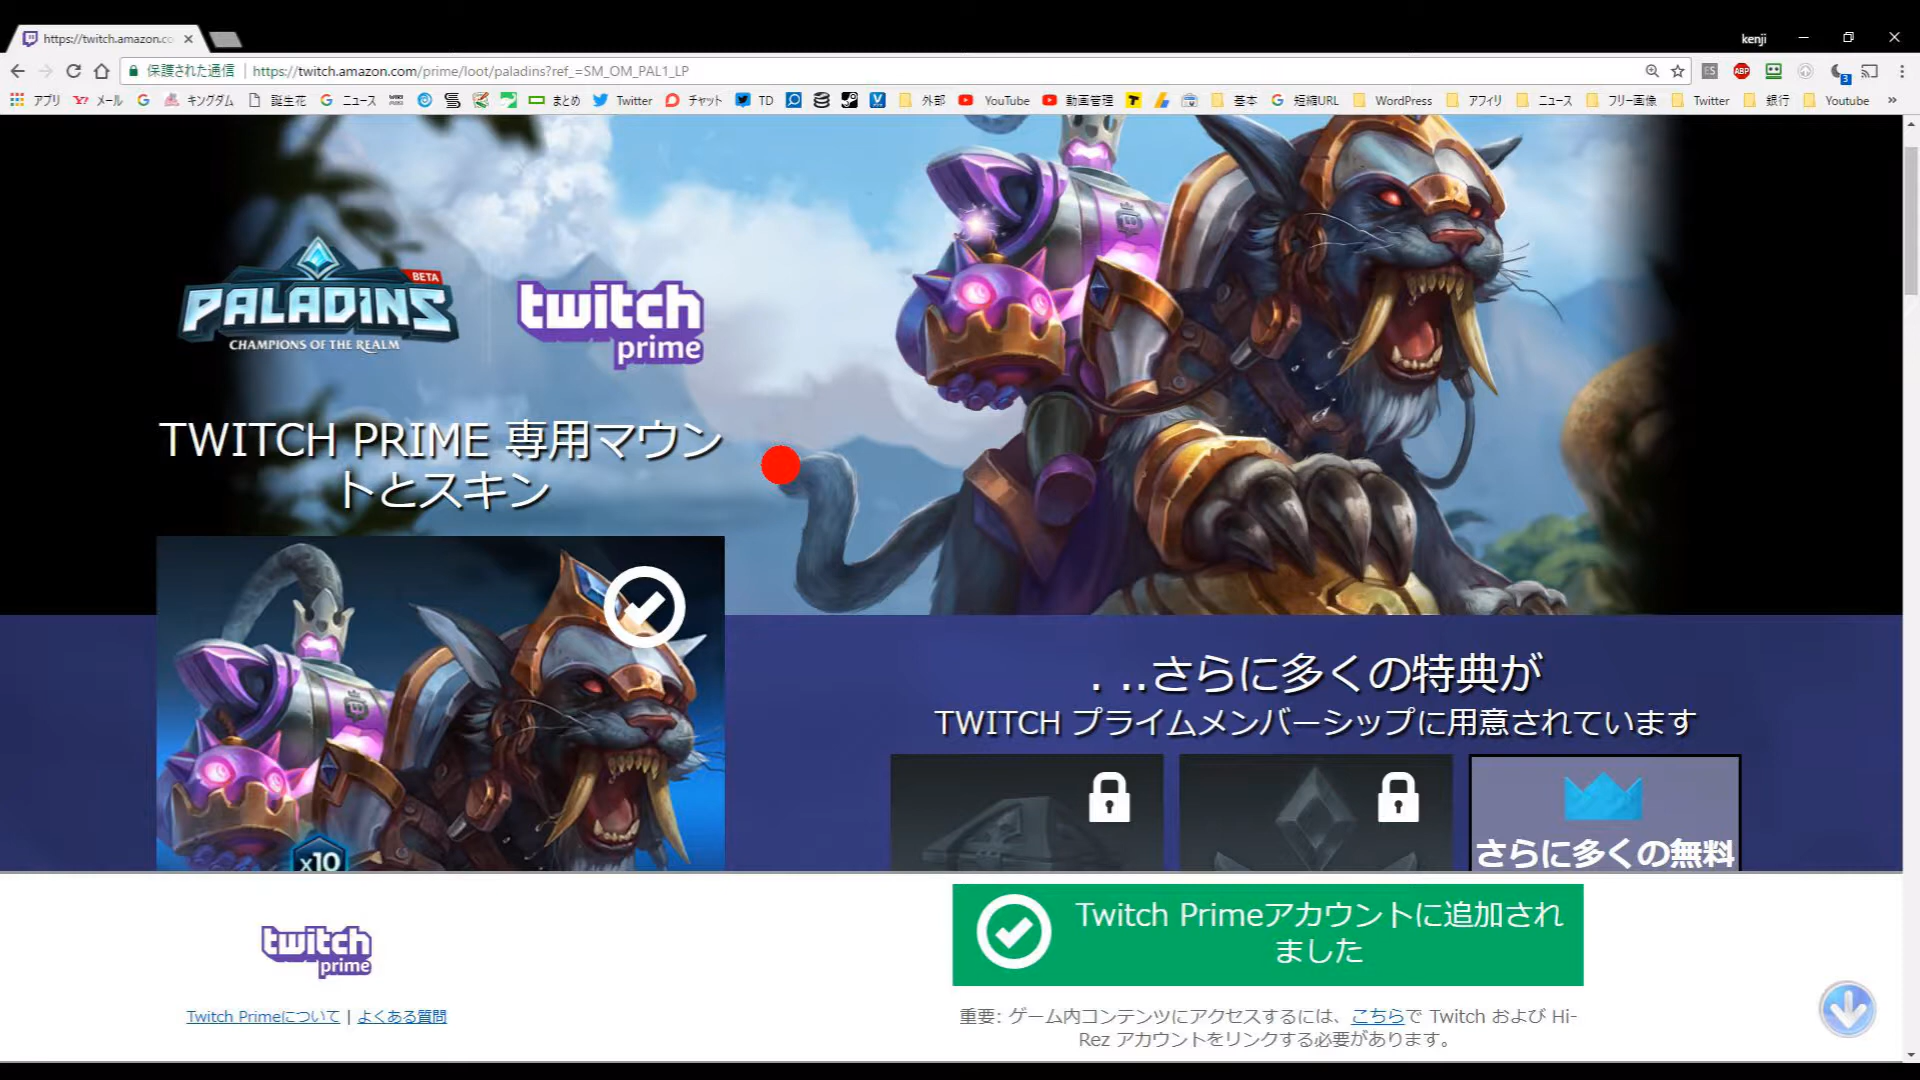 https://twitch.amazon.co
kenji
保護された通信 https://twitch.amazon.com/prime/loot/paladins?ref_=SM_OM_PAL1_LP
アプリ メール キングダム 誕生花 ニュース まとめ Twitter チャット TD 外部 YouTube 動画管理 基本 短縮URL WordPress アフィリ ニュース フリー画像 Twitter 銀行 Youtube »
BETA
PALADINS
CHAMPIONS OF THE REALM
twitch
prime
TWITCH PRIME 専用マウン
トとスキン
x10
. ..さらに多くの特典が
TWITCH プライムメンバーシップに用意されています
さらに多くの無料
twitch
prime
Twitch Primeについて | よくある質問
Twitch Primeアカウントに追加され
ました
重要: ゲーム内コンテンツにアクセスするには、こちらで Twitch および Hi-
Rez アカウントをリンクする必要があります。